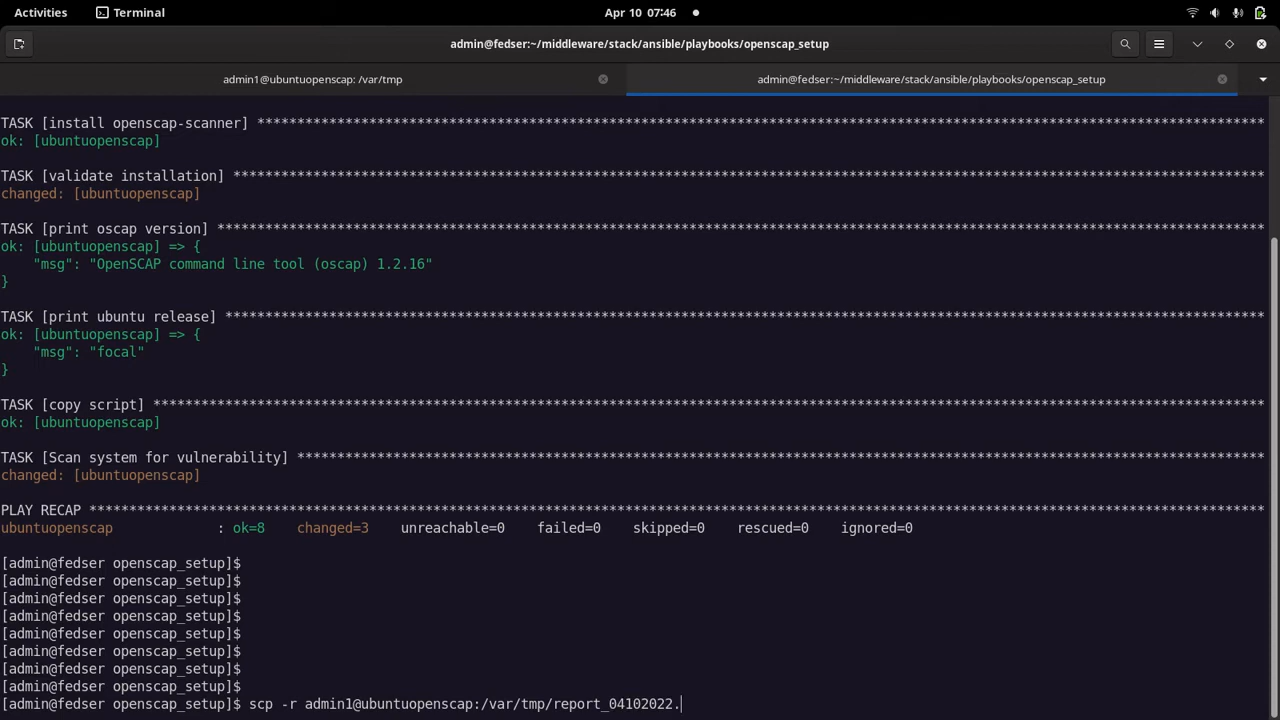 Activities Terminal Apr 10 07:46
admin@fedser:~/middleware/stack/ansible/playbooks/openscap_setup
admin1@ubuntuopenscap: /var/tmp admin@fedser:~/middleware/stack/ansible/playbooks/openscap_setup
TASK [install openscap-scanner] ******************************************************************************************************************************
ok: [ubuntuopenscap]
TASK [validate installation] *********************************************************************************************************************************
changed: [ubuntuopenscap]
TASK [print oscap version] ***********************************************************************************************************************************
ok: [ubuntuopenscap] => {
    "msg": "OpenSCAP command line tool (oscap) 1.2.16"
}
TASK [print ubuntu release] **********************************************************************************************************************************
ok: [ubuntuopenscap] => {
    "msg": "focal"
}
TASK [copy script] *******************************************************************************************************************************************
ok: [ubuntuopenscap]
TASK [Scan system for vulnerability] *************************************************************************************************************************
changed: [ubuntuopenscap]
PLAY RECAP ***************************************************************************************************************************************************
ubuntuopenscap             : ok=8    changed=3    unreachable=0    failed=0    skipped=0    rescued=0    ignored=0
[admin@fedser openscap_setup]$
[admin@fedser openscap_setup]$
[admin@fedser openscap_setup]$
[admin@fedser openscap_setup]$
[admin@fedser openscap_setup]$
[admin@fedser openscap_setup]$
[admin@fedser openscap_setup]$
[admin@fedser openscap_setup]$
[admin@fedser openscap_setup]$ scp -r admin1@ubuntuopenscap:/var/tmp/report_04102022.